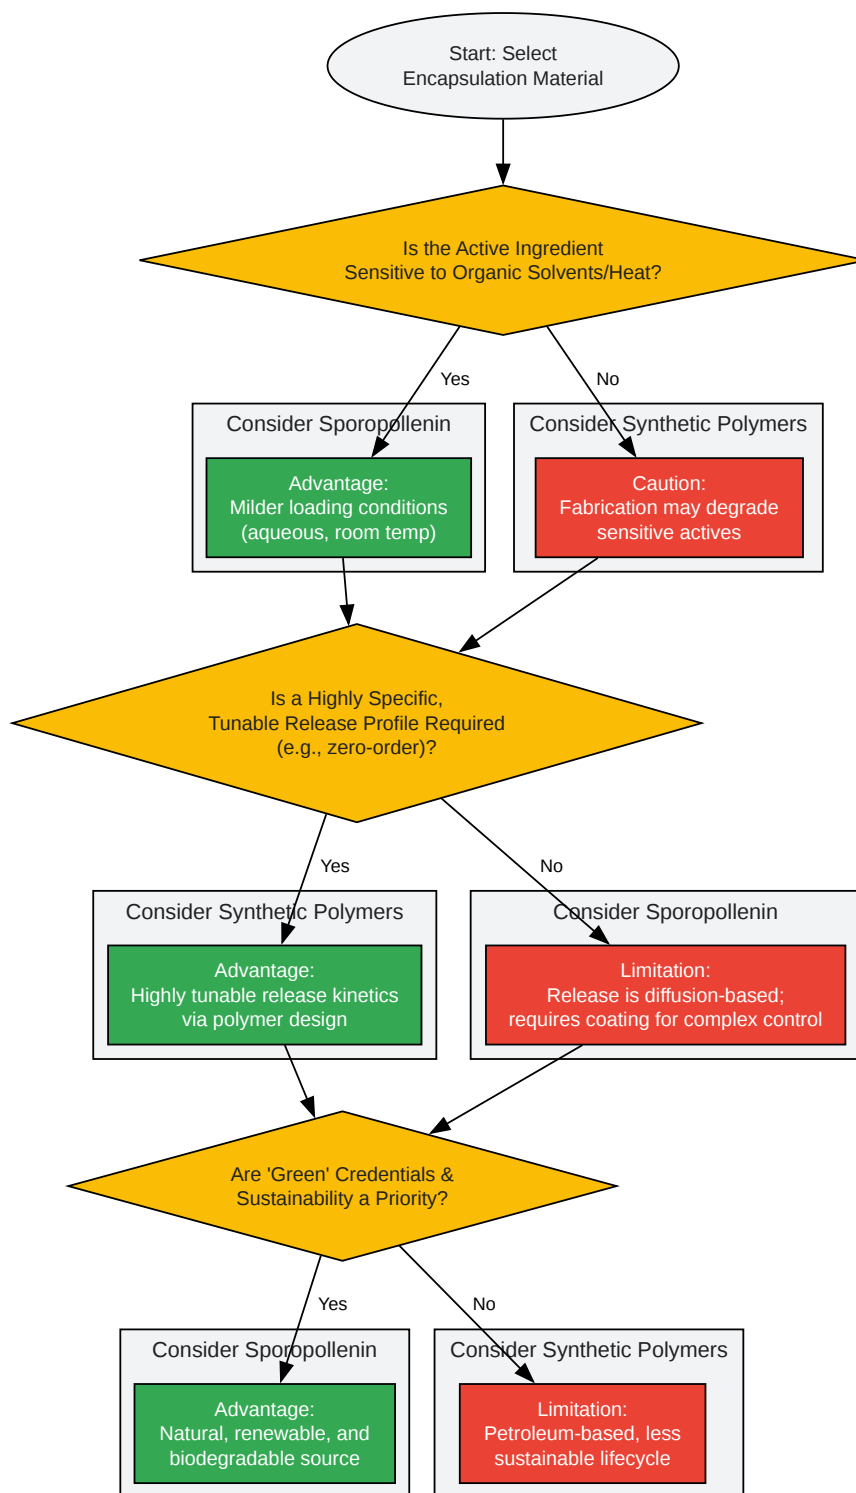 Start: Select
Encapsulation Material
Is the Active Ingredient
Sensitive to Organic Solvents/Heat?
Yes
No
Consider Sporopollenin
Advantage:
Milder loading conditions
(aqueous, room temp)
Consider Synthetic Polymers
Caution:
Fabrication may degrade
sensitive actives
Is a Highly Specific,
Tunable Release Profile Required
(e.g., zero-order)?
Yes
No
Consider Synthetic Polymers
Advantage:
Highly tunable release kinetics
via polymer design
Consider Sporopollenin
Limitation:
Release is diffusion-based;
requires coating for complex control
Are 'Green' Credentials &
Sustainability a Priority?
Yes
No
Consider Sporopollenin
Advantage:
Natural, renewable, and
biodegradable source
Consider Synthetic Polymers
Limitation:
Petroleum-based, less
sustainable lifecycle